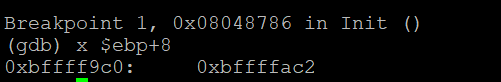 Breakpoint 1, 0x08048786 in Init ()
(gdb) x $ebp+8
0xbffff9c0:     0xbffffac2